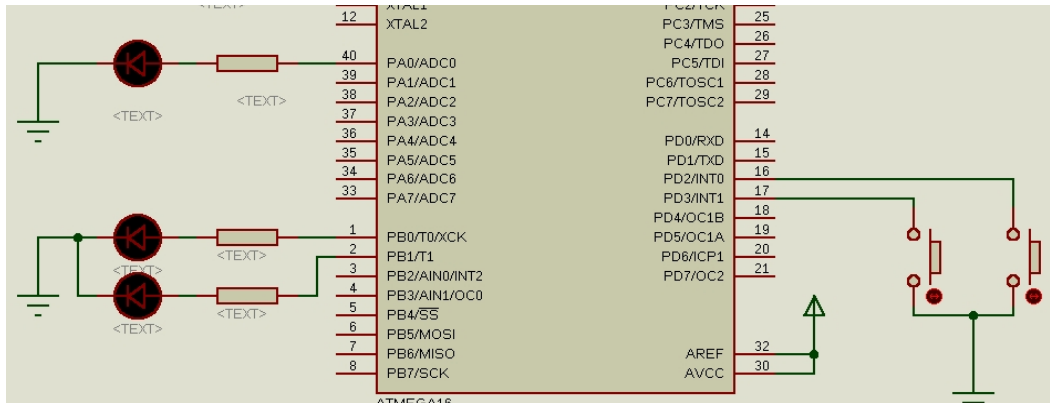 <TEXT>
XTAL1
12 XTAL2
40 PA0/ADC0
39 PA1/ADC1
38 PA2/ADC2
37 PA3/ADC3
36 PA4/ADC4
35 PA5/ADC5
34 PA6/ADC6
33 PA7/ADC7
<TEXT>
<TEXT>
1 PB0/T0/XCK
2 PB1/T1
3 PB2/AIN0/INT2
4 PB3/AIN1/OC0
5 PB4/SS
6 PB5/MOSI
7 PB6/MISO
8 PB7/SCK
<TEXT>
<TEXT>
<TEXT>
<TEXT>
PC2/TCK
PC3/TMS 25
PC4/TDO 26
PC5/TDI 27
PC6/TOSC1 28
PC7/TOSC2 29
PD0/RXD 14
PD1/TXD 15
PD2/INT0 16
PD3/INT1 17
PD4/OC1B 18
PD5/OC1A 19
PD6/ICP1 20
PD7/OC2 21
AREF 32
AVCC 30
ATMEGA16